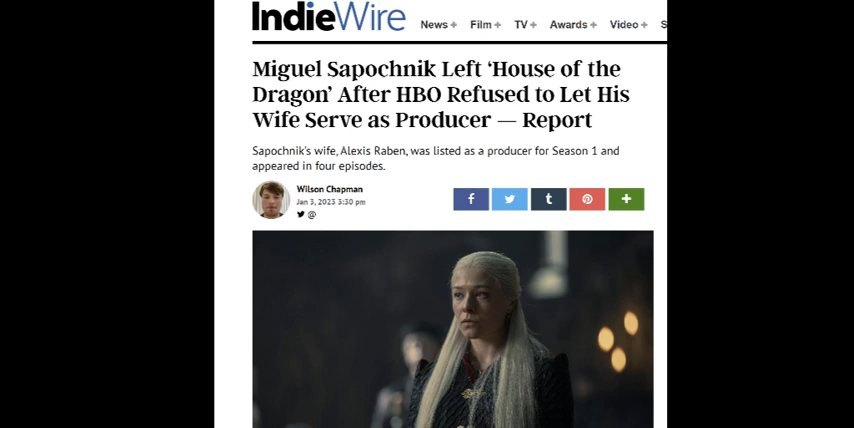 IndieWire
News + Film + TV + Awards + Video + S
Miguel Sapochnik Left ‘House of the
Dragon’ After HBO Refused to Let His
Wife Serve as Producer — Report
Sapochnik's wife, Alexis Raben, was listed as a producer for Season 1 and
appeared in four episodes.
Wilson Chapman
Jan 3, 2023 3:30 pm
@
f t +